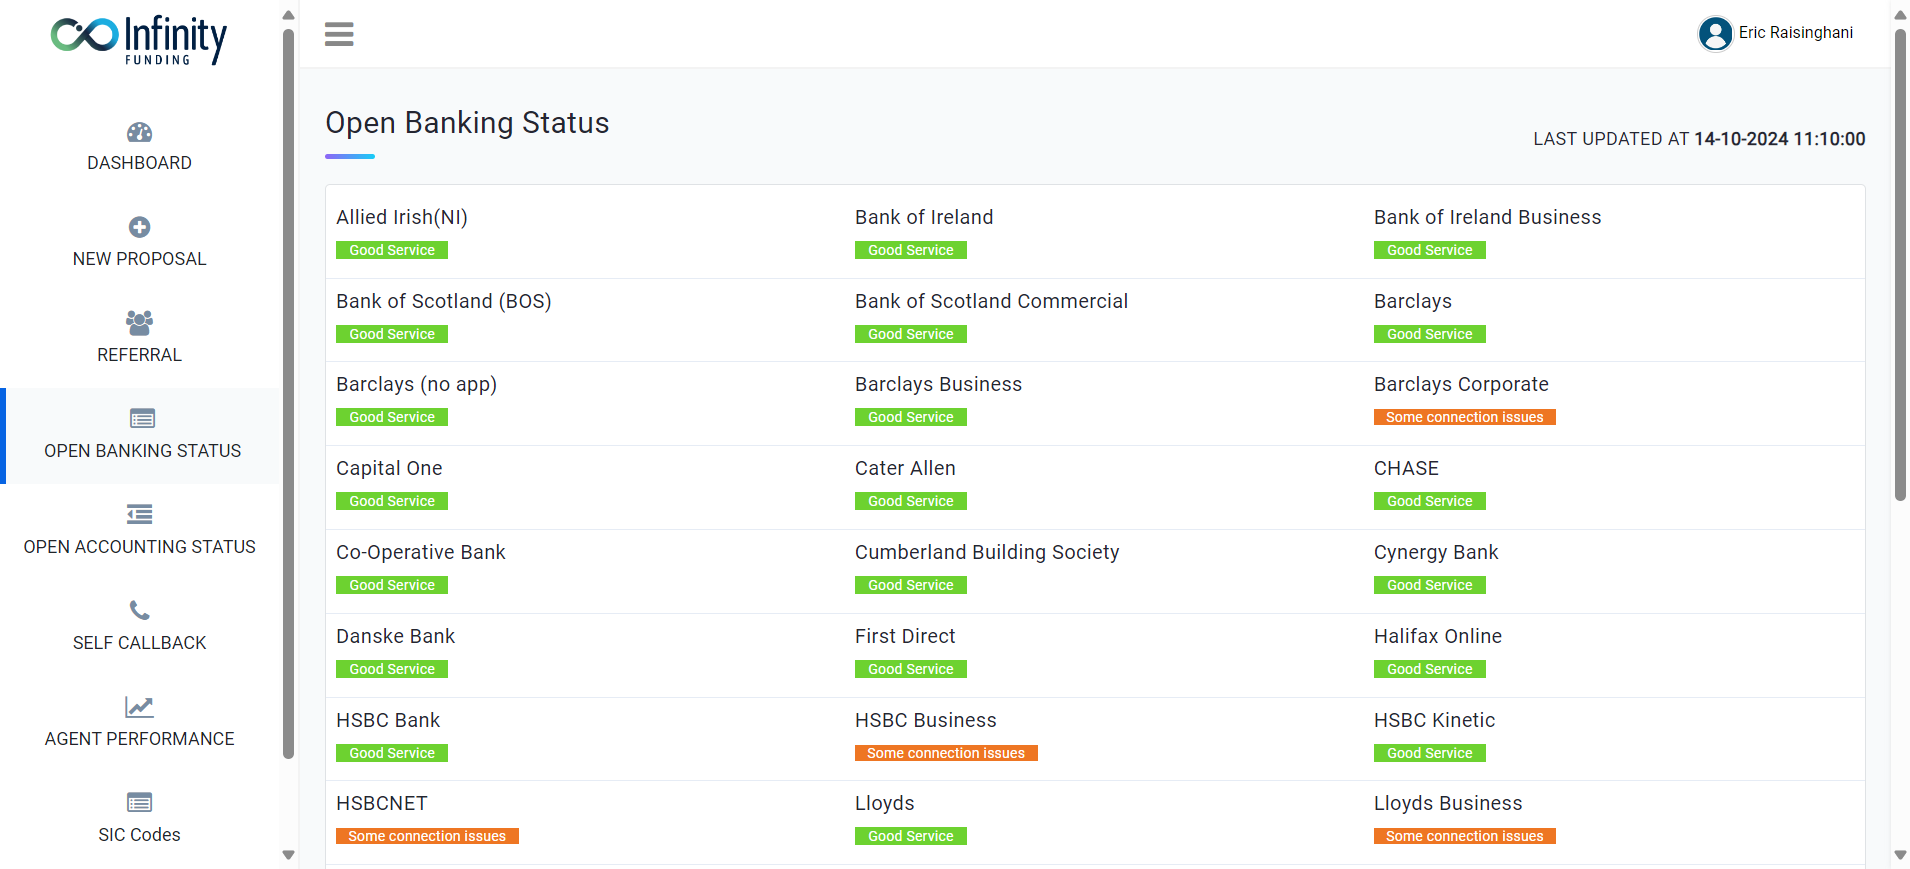 Infinity
FUNDING
Eric Raisinghani
DASHBOARD
NEW PROPOSAL
REFERRAL
OPEN BANKING STATUS
OPEN ACCOUNTING STATUS
SELF CALLBACK
AGENT PERFORMANCE
SIC Codes
Open Banking Status
LAST UPDATED AT 14-10-2024 11:10:00
Allied Irish(NI)
Good Service
Bank of Ireland
Good Service
Bank of Ireland Business
Good Service
Bank of Scotland (BOS)
Good Service
Bank of Scotland Commercial
Good Service
Barclays
Good Service
Barclays (no app)
Good Service
Barclays Business
Good Service
Barclays Corporate
Some connection issues
Capital One
Good Service
Cater Allen
Good Service
CHASE
Good Service
Co-Operative Bank
Good Service
Cumberland Building Society
Good Service
Cynergy Bank
Good Service
Danske Bank
Good Service
First Direct
Good Service
Halifax Online
Good Service
HSBC Bank
Good Service
HSBC Business
Some connection issues
HSBC Kinetic
Good Service
HSBCNET
Some connection issues
Lloyds
Good Service
Lloyds Business
Some connection issues